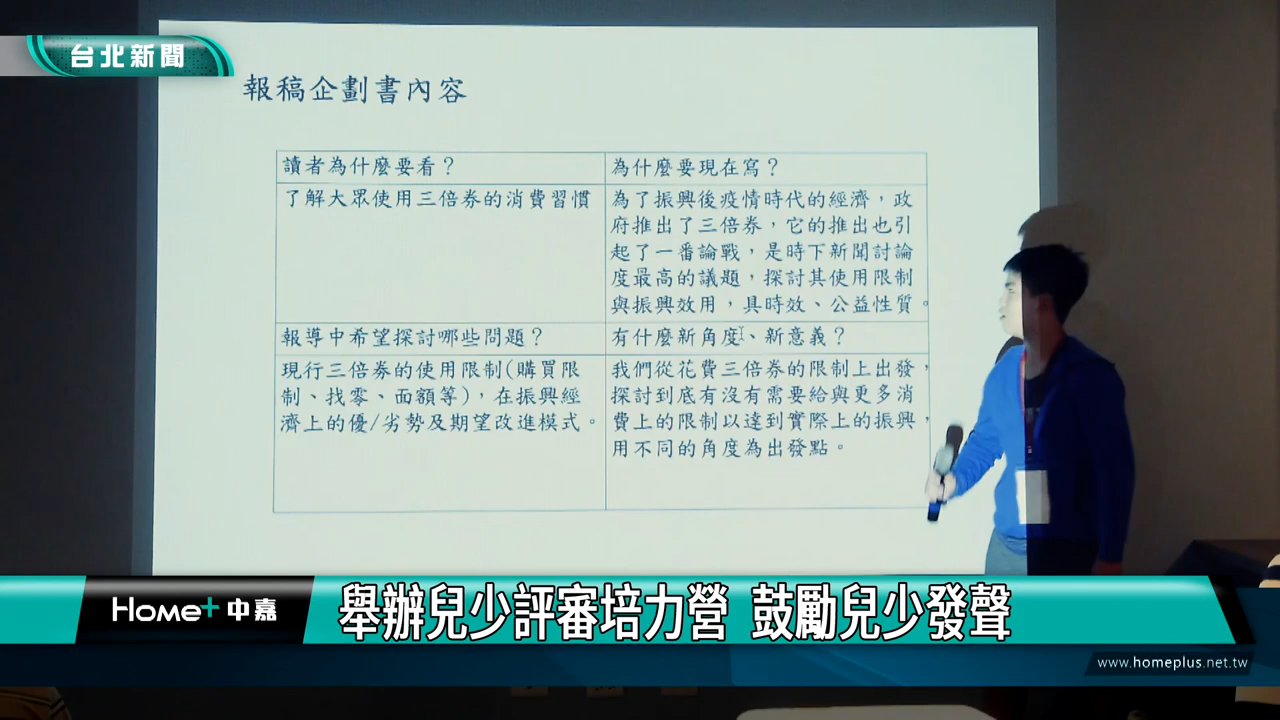 台北新聞
報稿企劃書內容
讀者為什麼要看？
為什麼要現在寫？
了解大眾使用三倍券的消費習慣
為了振興後疫情時代的經濟，政
府推出了三倍券，它的推出也引
起了一番論戰，是時下新聞討論
度最高的議題，探討其使用限制
與振興效用，具時效、公益性質。
報導中希望探討哪些問題？
有什麼新角度、新意義？
現行三倍券的使用限制(購買限
制、找零、面額等)，在振興經
濟上的優/劣勢及期望改進模式。
我們從花費三倍券的限制上出發，
探討到底有沒有需要給與更多消
費上的限制以達到實際上的振興，
用不同的角度為出發點。
Home+中嘉
舉辦兒少評審培力營 鼓勵兒少發聲
www.homeplus.net.tw